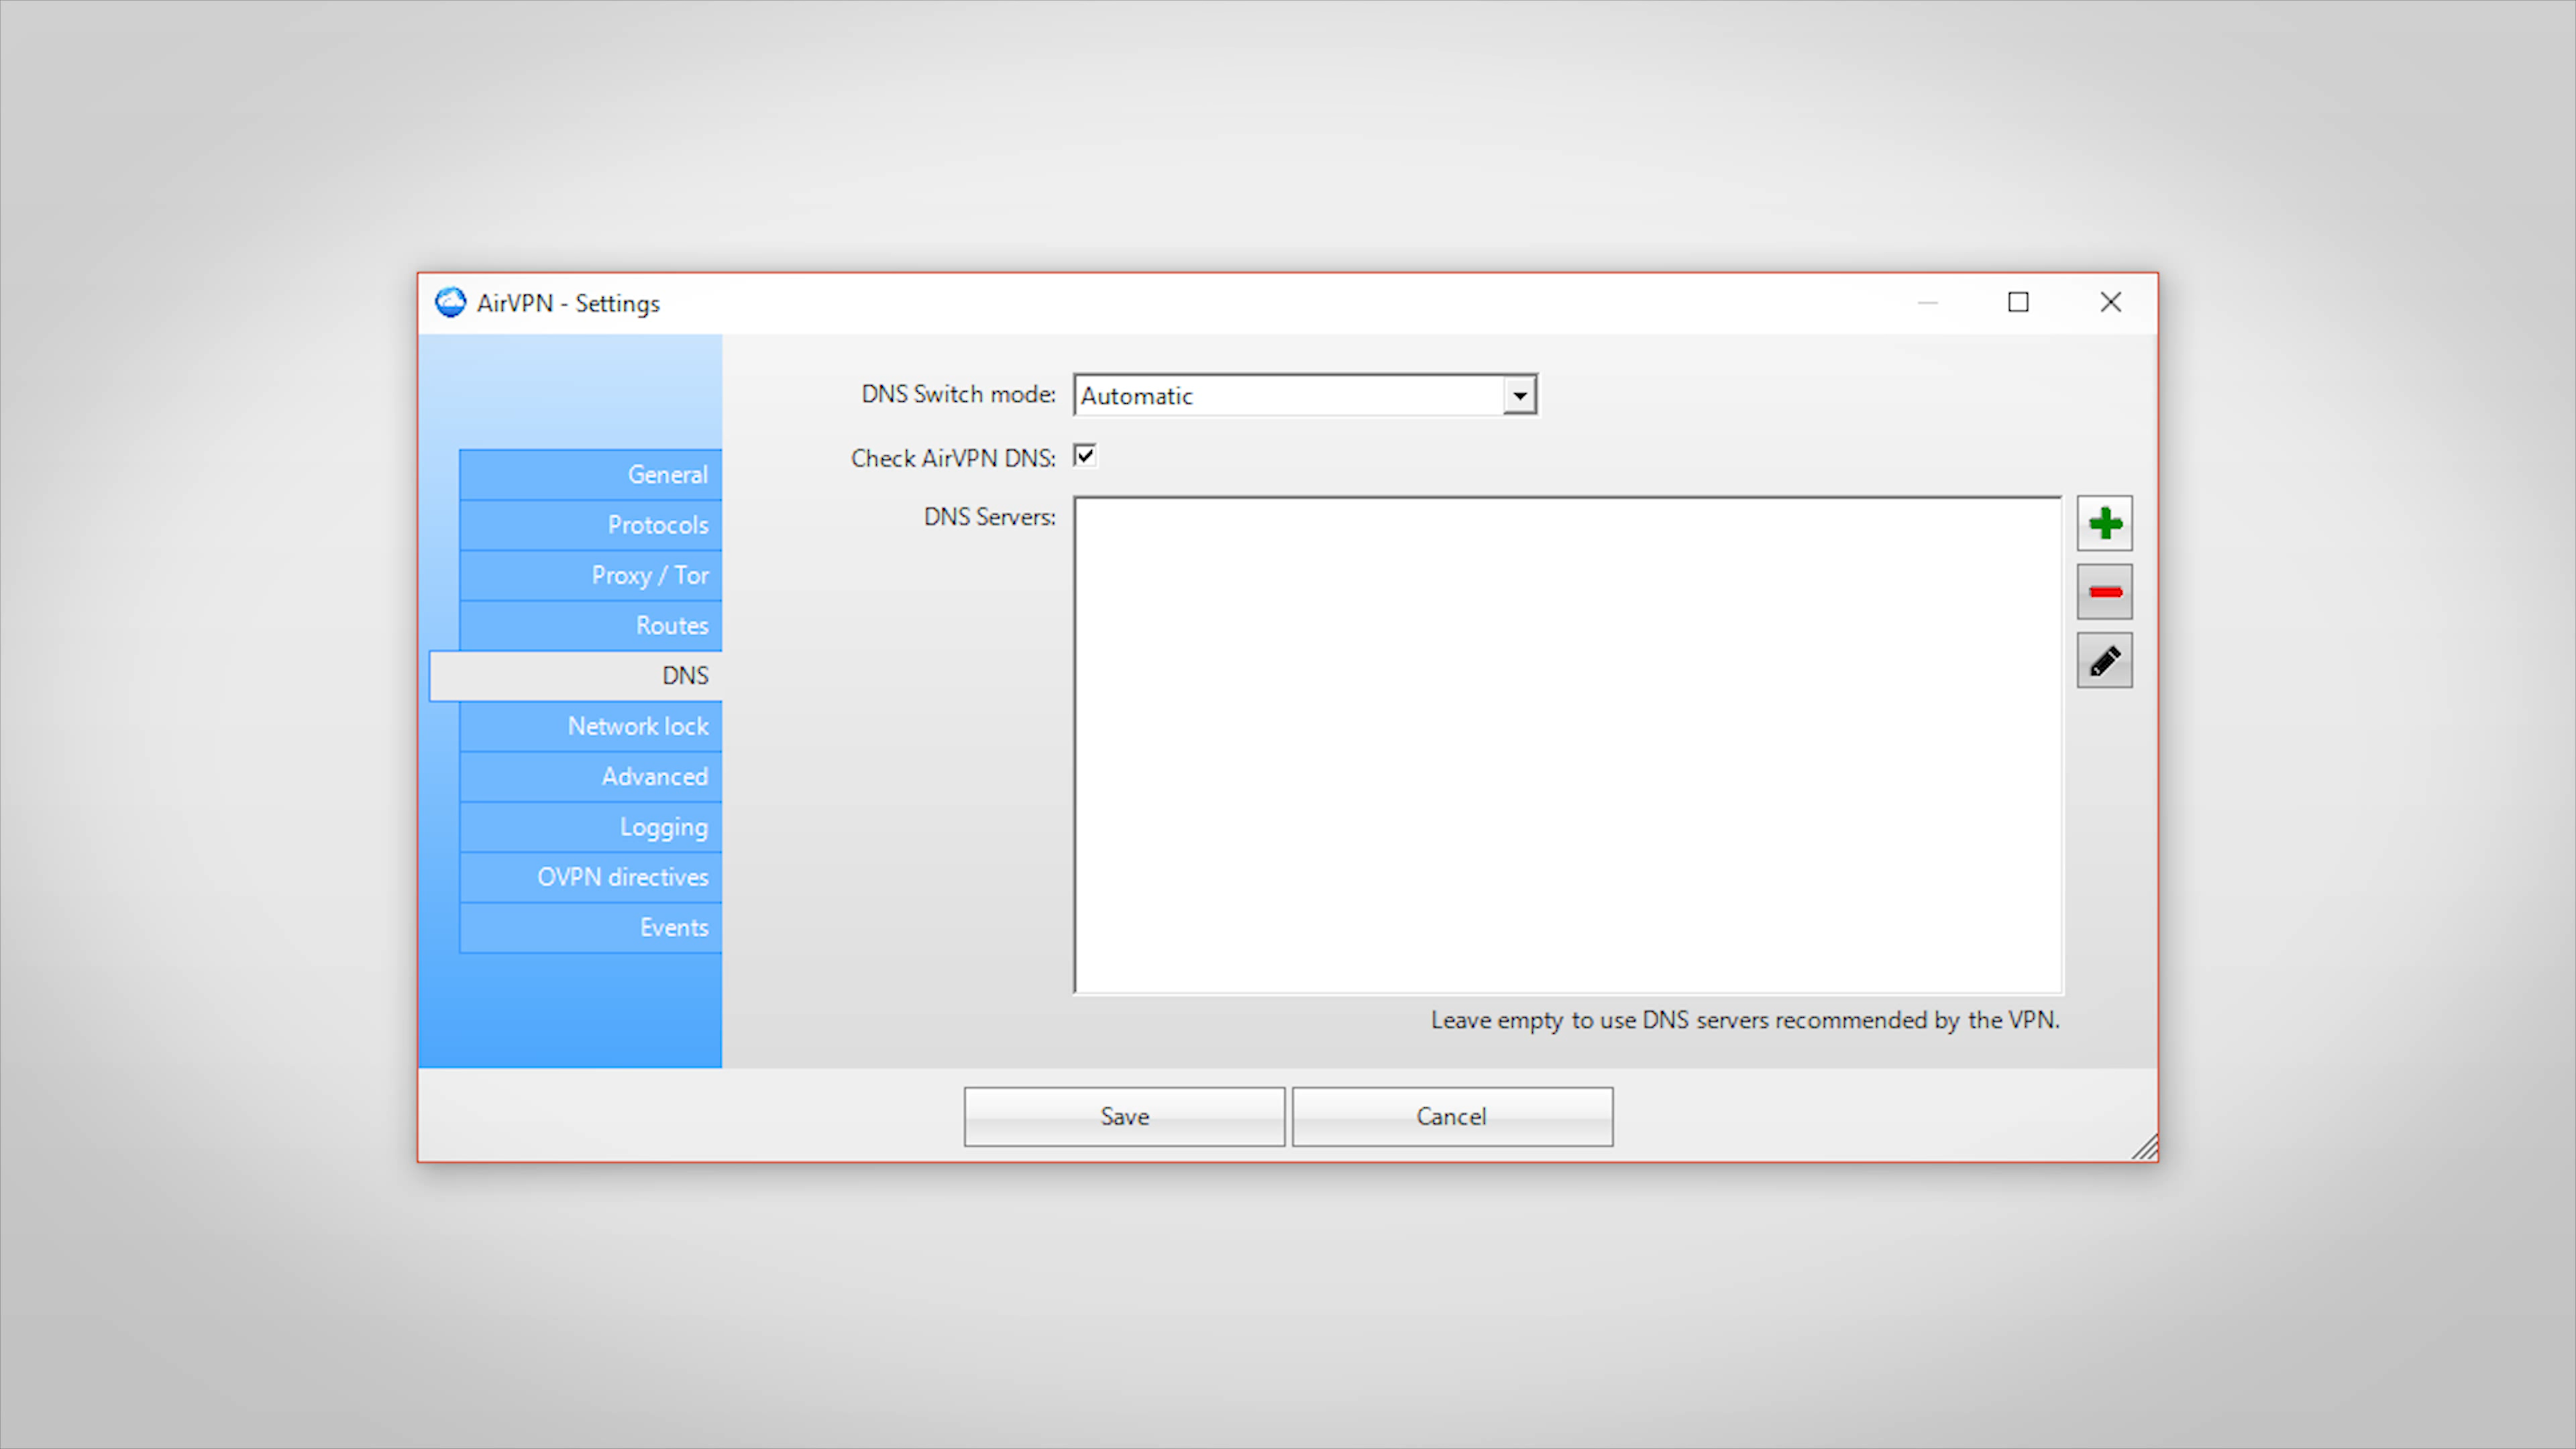 AirVPN - Settings
DNS Switch mode: Automatic
Check AirVPN DNS:
DNS Servers:
General
Protocols
Proxy / Tor
Routes
DNS
Network lock
Advanced
Logging
OVPN directives
Events
Leave empty to use DNS servers recommended by the VPN.
Save
Cancel